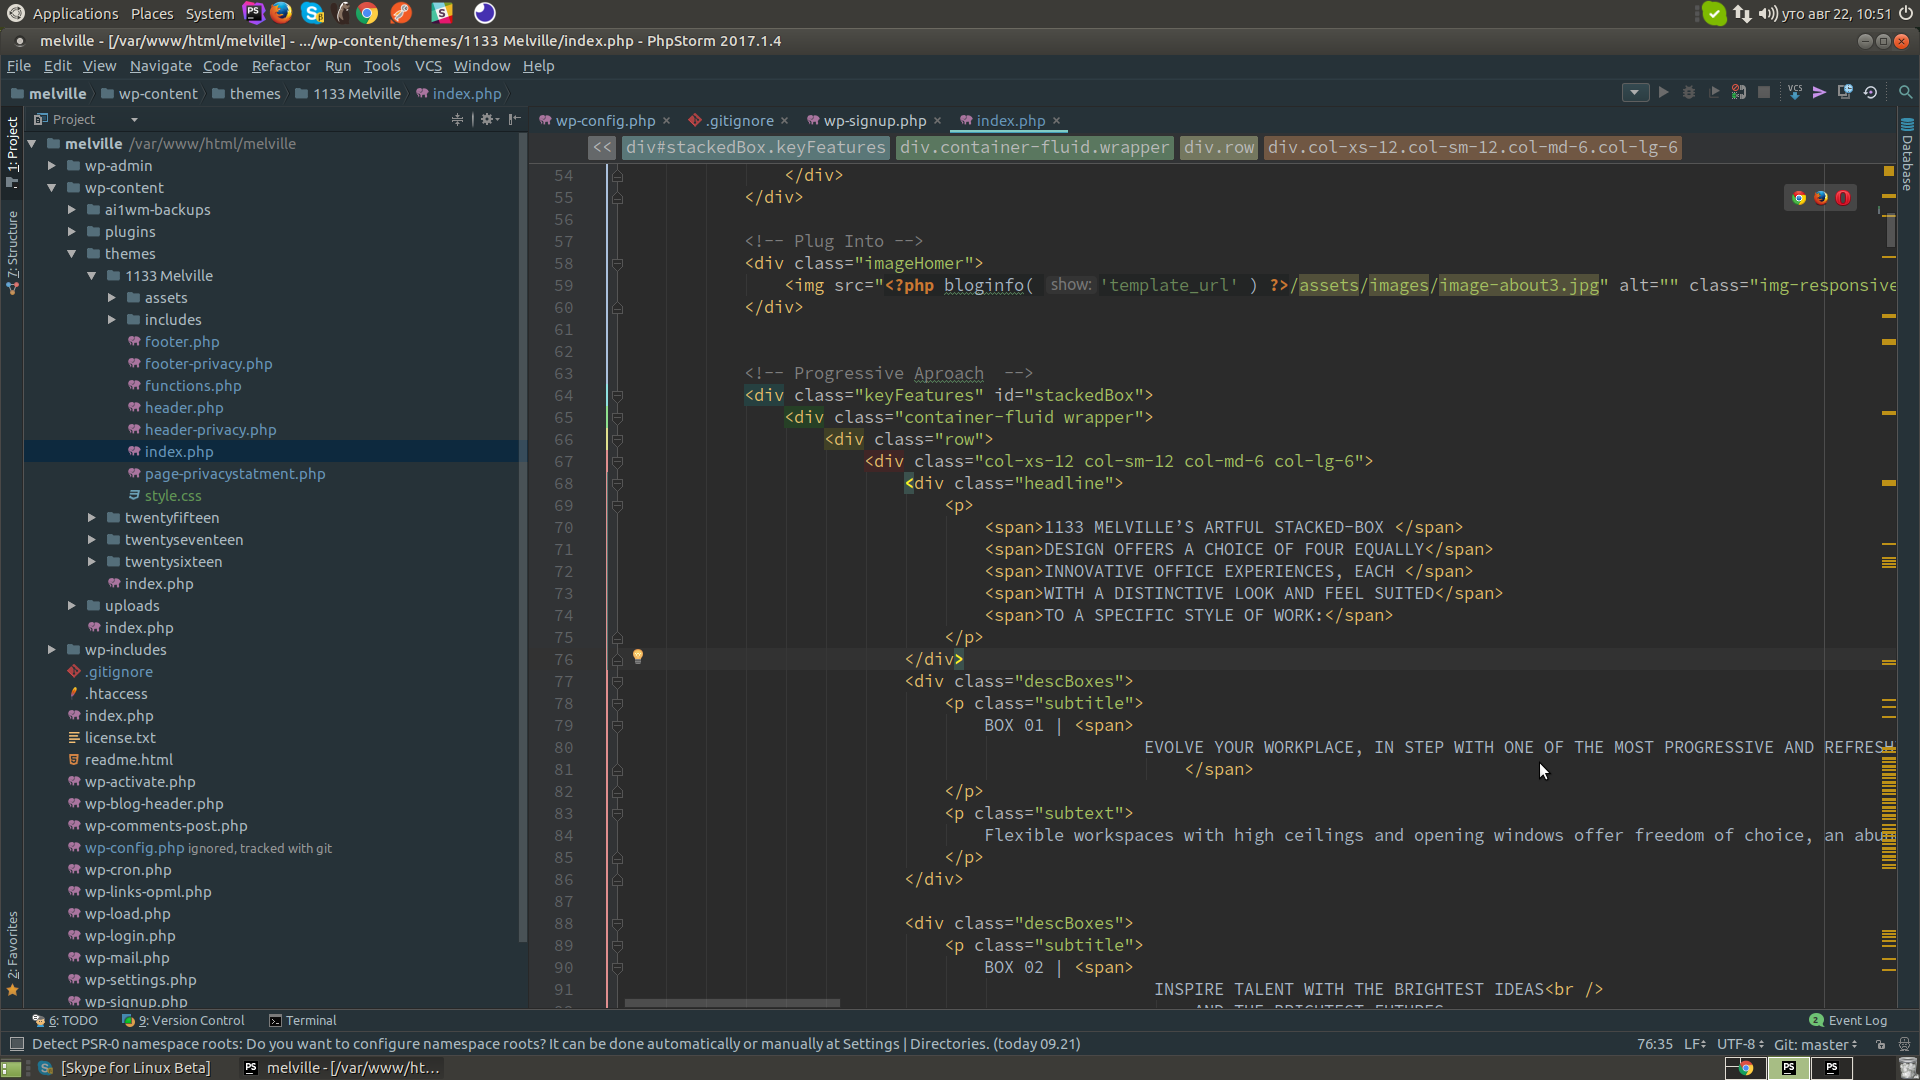 Applications Places System уто авг 22, 10:51
melville - [/var/www/html/melville] - .../wp-content/themes/1133 Melville/index.php - PhpStorm 2017.1.4
File Edit View Navigate Code Refactor Run Tools VCS Window Help
melville wp-content themes 1133 Melville index.php
VCS
Project
wp-config.php .gitignore wp-signup.php index.php
<< div#stackedBox.keyFeatures div.container-fluid.wrapper div.row div.col-xs-12.col-sm-12.col-md-6.col-lg-6
1: Project
7: Structure
2: Favorites
Database
melville /var/www/html/melville
wp-admin
wp-content
ai1wm-backups
plugins
themes
1133 Melville
assets
includes
footer.php
footer-privacy.php
functions.php
header.php
header-privacy.php
index.php
page-privacystatment.php
style.css
twentyfifteen
twentyseventeen
twentysixteen
index.php
uploads
index.php
wp-includes
.gitignore
.htaccess
index.php
license.txt
readme.html
wp-activate.php
wp-blog-header.php
wp-comments-post.php
wp-config.php ignored, tracked with git
wp-cron.php
wp-links-opml.php
wp-load.php
wp-login.php
wp-mail.php
wp-settings.php
wp-signup.php
54 </div>
55 </div>
56
57 <!-- Plug Into -->
58 <div class="imageHomer">
59 <img src="<?php bloginfo( show: 'template_url' ) ?>/assets/images/image-about3.jpg" alt="" class="img-responsive
60 </div>
61
62
63 <!-- Progressive Aproach -->
64 <div class="keyFeatures" id="stackedBox">
65 <div class="container-fluid wrapper">
66 <div class="row">
67 <div class="col-xs-12 col-sm-12 col-md-6 col-lg-6">
68 <div class="headline">
69 <p>
70 <span>1133 MELVILLE’S ARTFUL STACKED-BOX </span>
71 <span>DESIGN OFFERS A CHOICE OF FOUR EQUALLY</span>
72 <span>INNOVATIVE OFFICE EXPERIENCES, EACH </span>
73 <span>WITH A DISTINCTIVE LOOK AND FEEL SUITED</span>
74 <span>TO A SPECIFIC STYLE OF WORK:</span>
75 </p>
76 </div>
77 <div class="descBoxes">
78 <p class="subtitle">
79 BOX 01 | <span>
80 EVOLVE YOUR WORKPLACE, IN STEP WITH ONE OF THE MOST PROGRESSIVE AND REFRESH
81 </span>
82 </p>
83 <p class="subtext">
84 Flexible workspaces with high ceilings and opening windows offer freedom of choice, an abun
85 </p>
86 </div>
87
88 <div class="descBoxes">
89 <p class="subtitle">
90 BOX 02 | <span>
91 INSPIRE TALENT WITH THE BRIGHTEST IDEAS<br />
AND THE BRIGHTEST FUTURES
6: TODO 9: Version Control Terminal 2 Event Log
Detect PSR-0 namespace roots: Do you want to configure namespace roots? It can be done automatically or manually at Settings | Directories. (today 09.21) 76:35 LF UTF-8 Git: master
[Skype for Linux Beta] PS melville - [/var/www/ht... PS PS